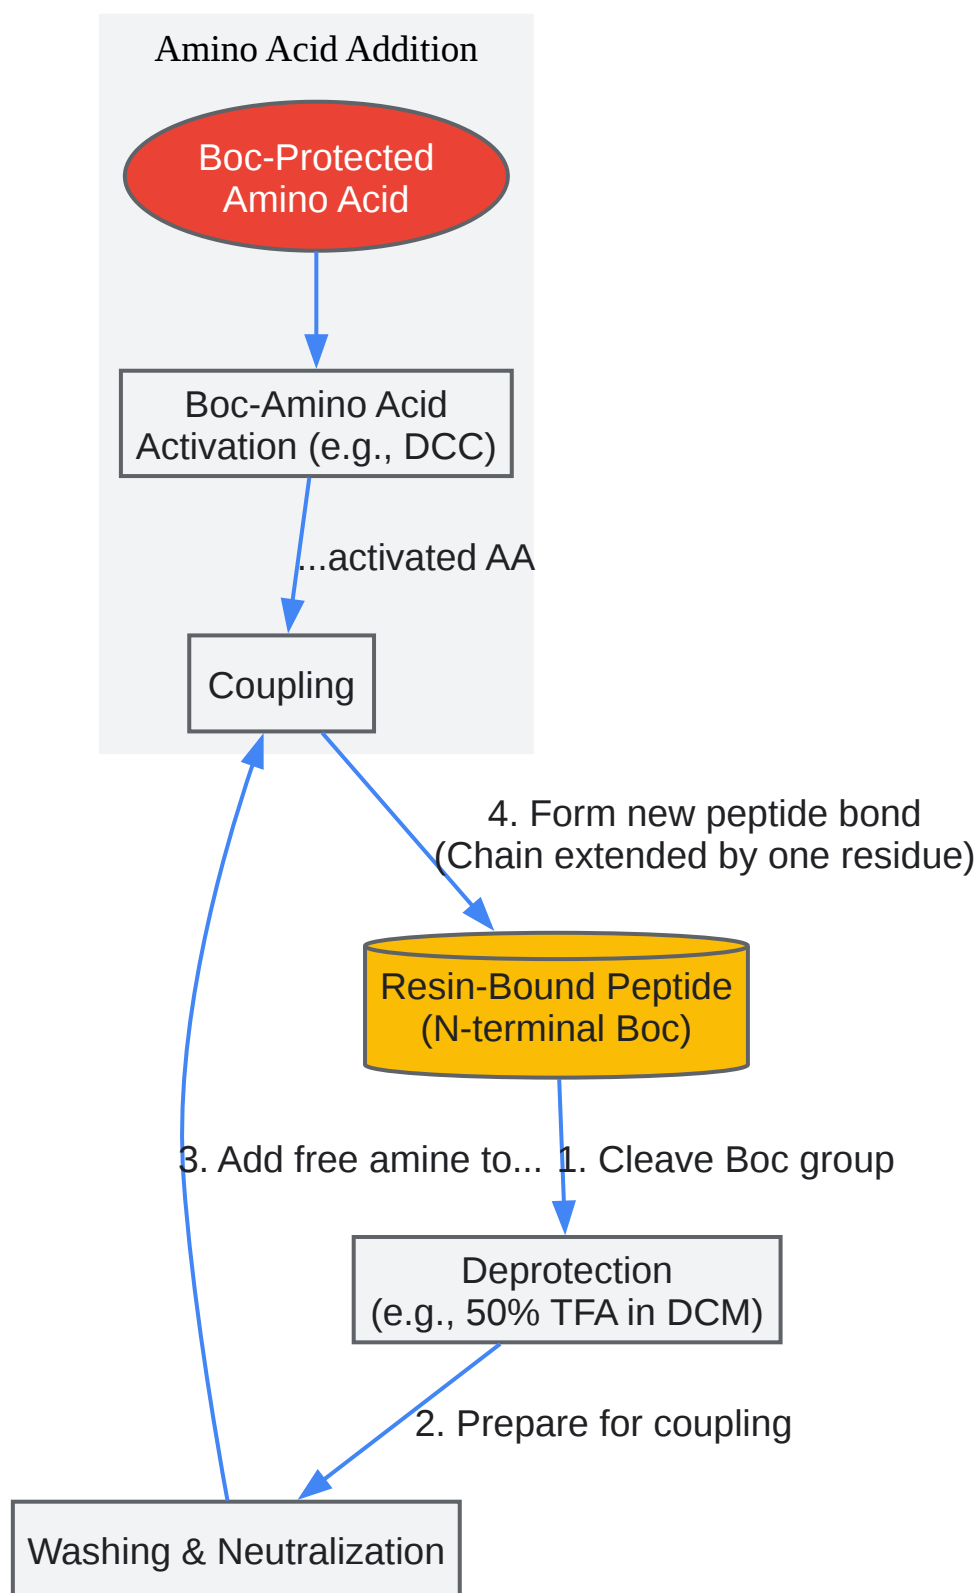 Amino Acid Addition
Boc-Protected
Amino Acid
Boc-Amino Acid
Activation (e.g., DCC)
...activated AA
Coupling
4. Form new peptide bond
(Chain extended by one residue)
Resin-Bound Peptide
(N-terminal Boc)
3. Add free amine to...
1. Cleave Boc group
Deprotection
(e.g., 50% TFA in DCM)
2. Prepare for coupling
Washing & Neutralization